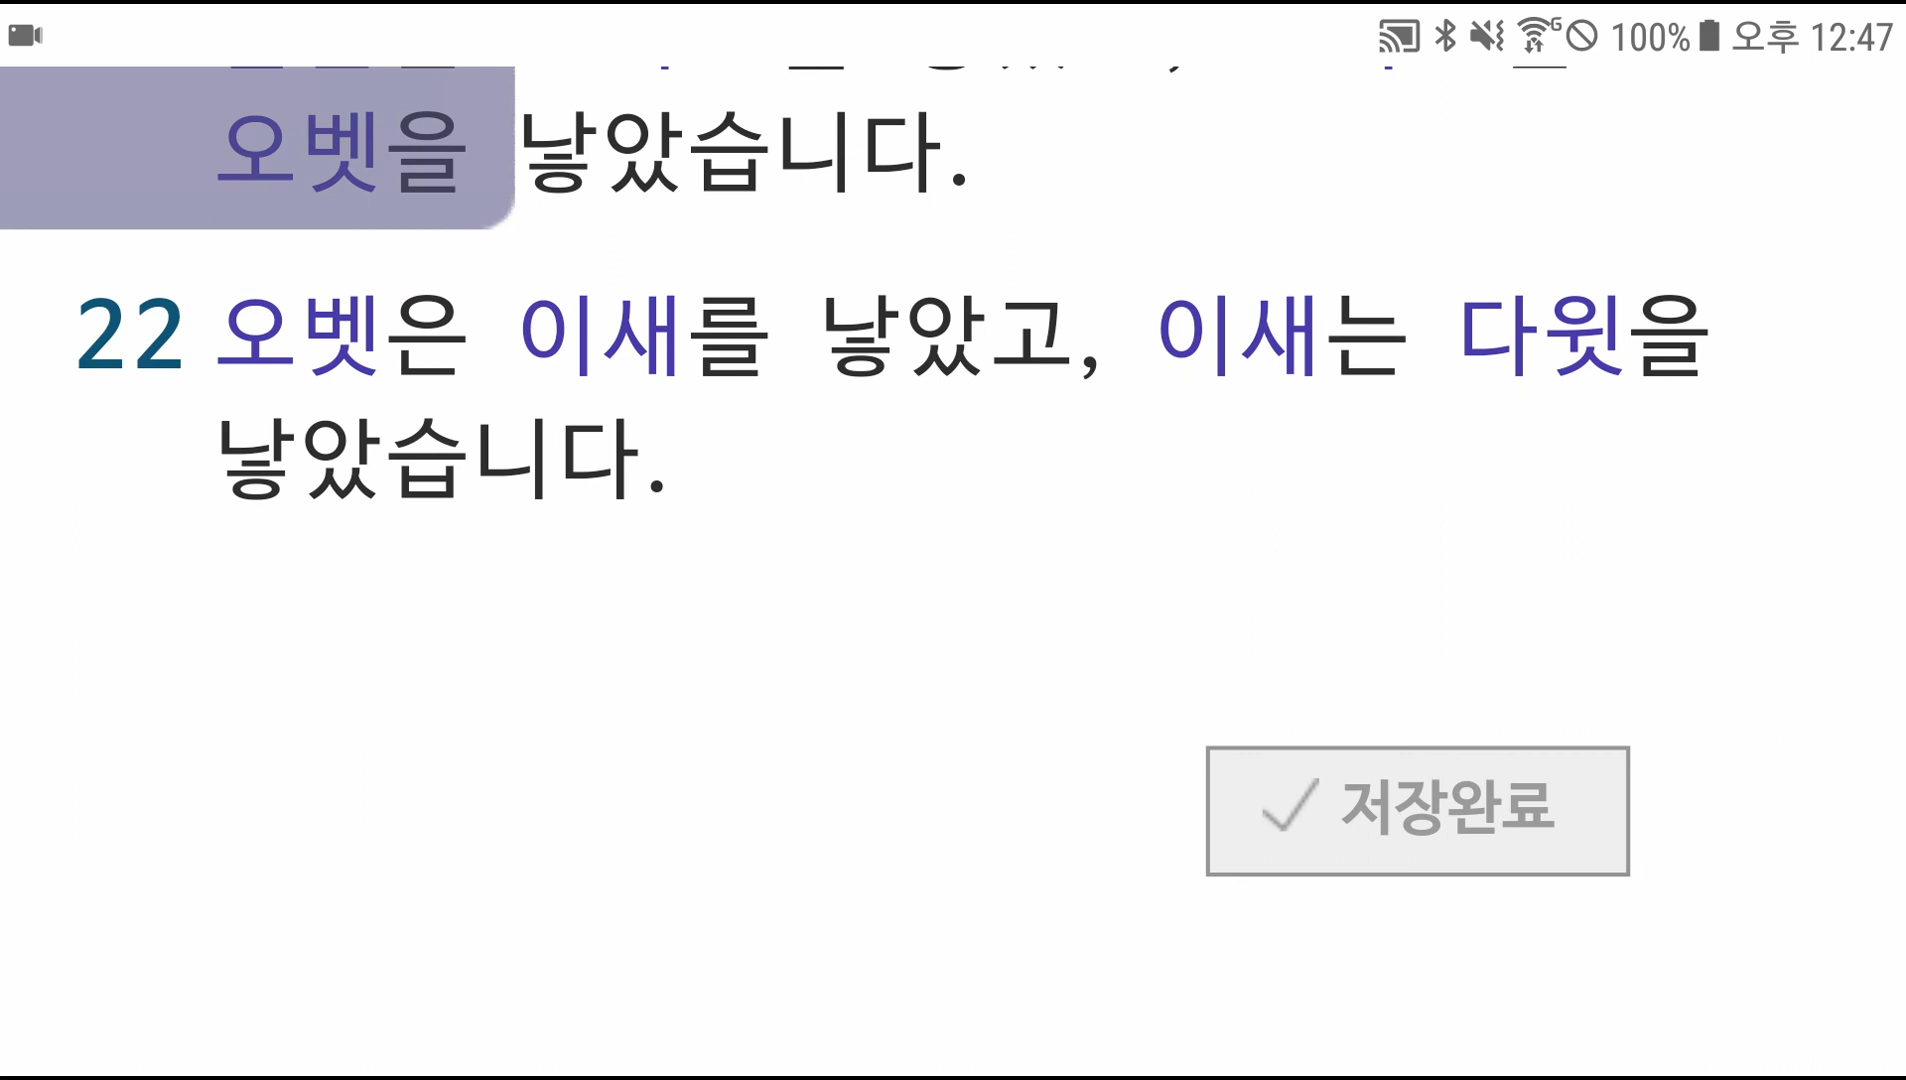 100% 오후 12:47
오벳을 낳았습니다.
22 오벳은 이새를 낳았고, 이새는 다윗을
낳았습니다.
저장완료